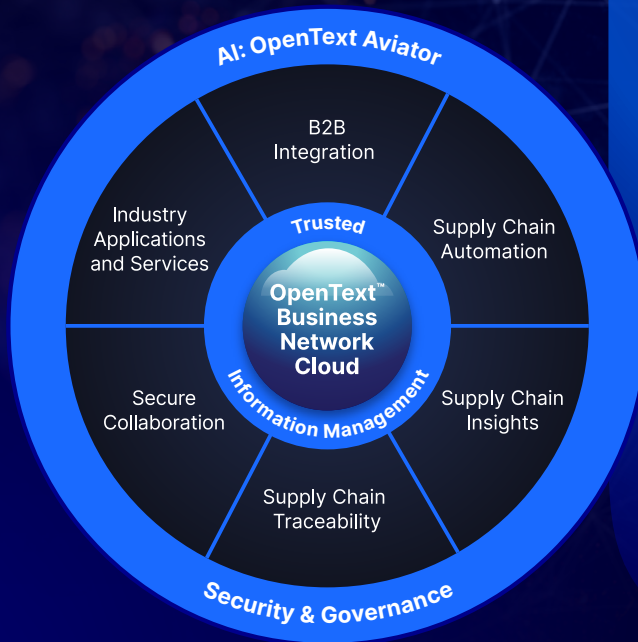 AI: OpenText Aviator
B2B
Integration
Industry
Applications
and Services
Supply Chain
Automation
Trusted
OpenText™
Business
Network
Cloud
Information Management
Secure
Collaboration
Supply Chain
Insights
Supply Chain
Traceability
Security & Governance